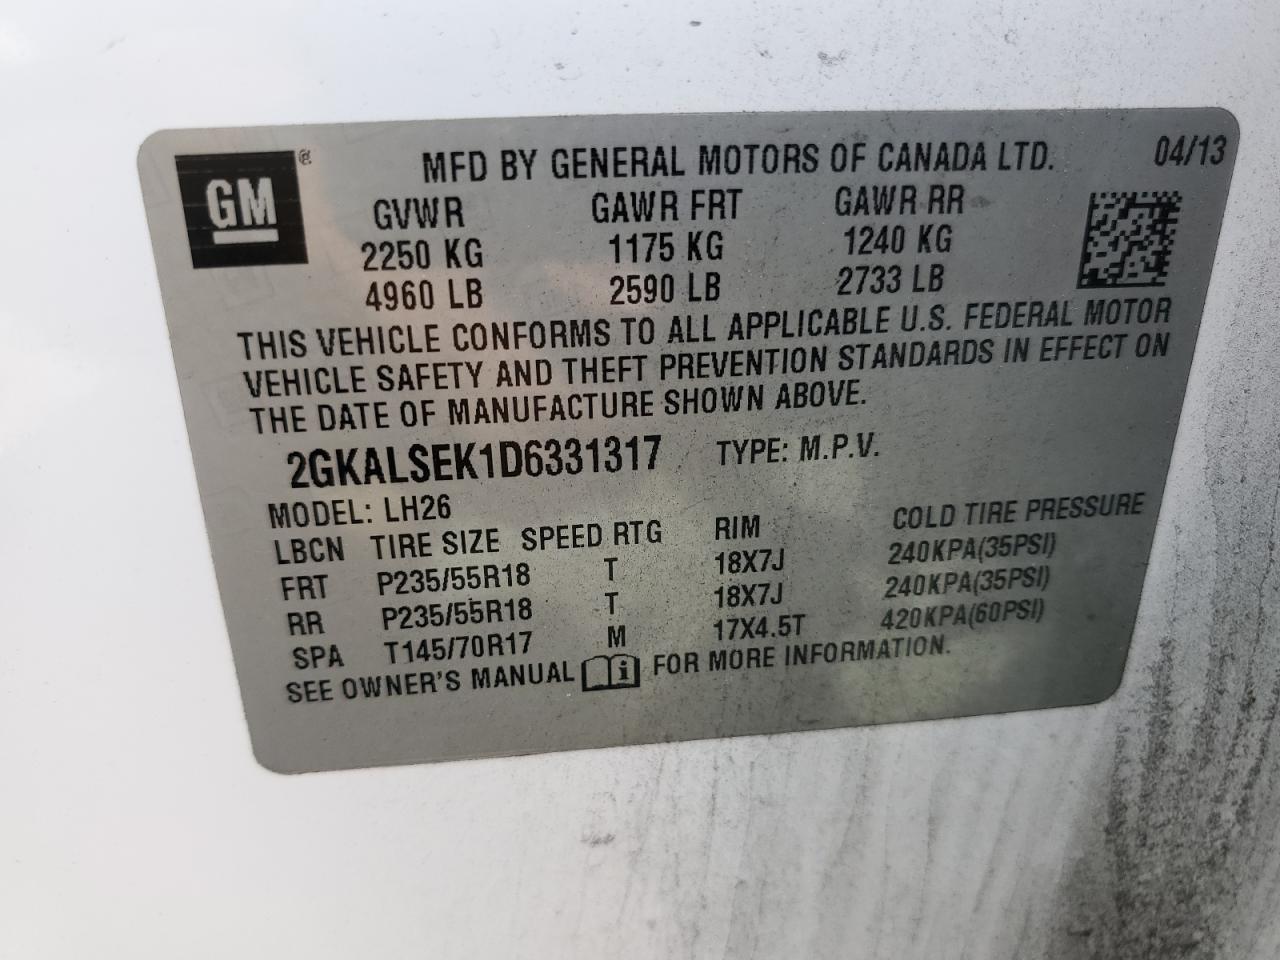 GM ®
MFD BY GENERAL MOTORS OF CANADA LTD. 04/13
GVWR GAWR FRT GAWR RR
2250 KG 1175 KG 1240 KG
4960 LB 2590 LB 2733 LB
THIS VEHICLE CONFORMS TO ALL APPLICABLE U.S. FEDERAL MOTOR
VEHICLE SAFETY AND THEFT PREVENTION STANDARDS IN EFFECT ON
THE DATE OF MANUFACTURE SHOWN ABOVE.
2GKALSEK1D6331317 TYPE: M.P.V.
MODEL: LH26
LBCN TIRE SIZE SPEED RTG RIM COLD TIRE PRESSURE
FRT P235/55R18 T 18X7J 240KPA(35PSI)
RR P235/55R18 T 18X7J 240KPA(35PSI)
SPA T145/70R17 M 17X4.5T 420KPA(60PSI)
SEE OWNER'S MANUAL i FOR MORE INFORMATION.